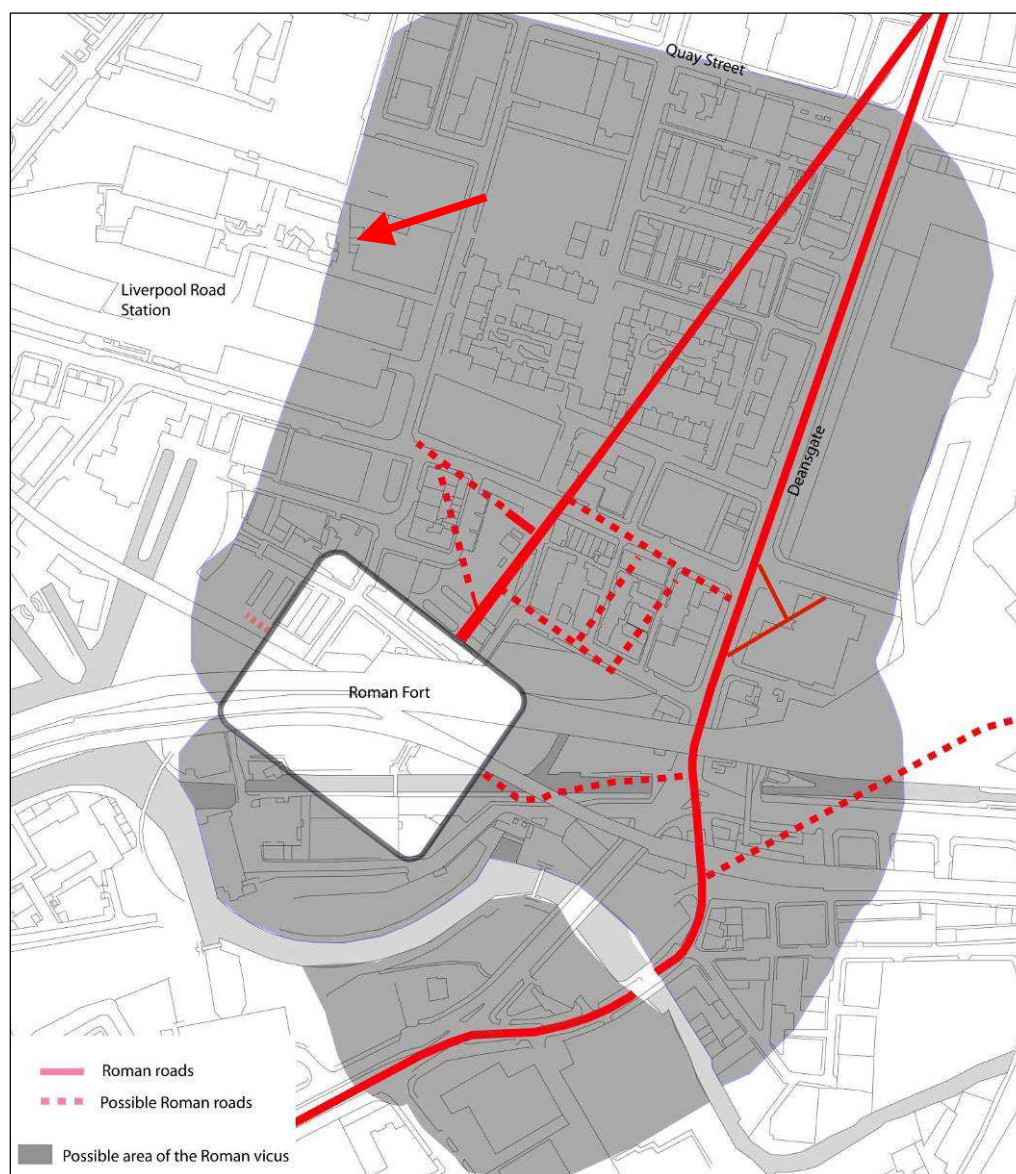 Quay Street
Liverpool Road
Station
Deansgate
Roman Fort
Roman roads
Possible Roman roads
Possible area of the Roman vicus